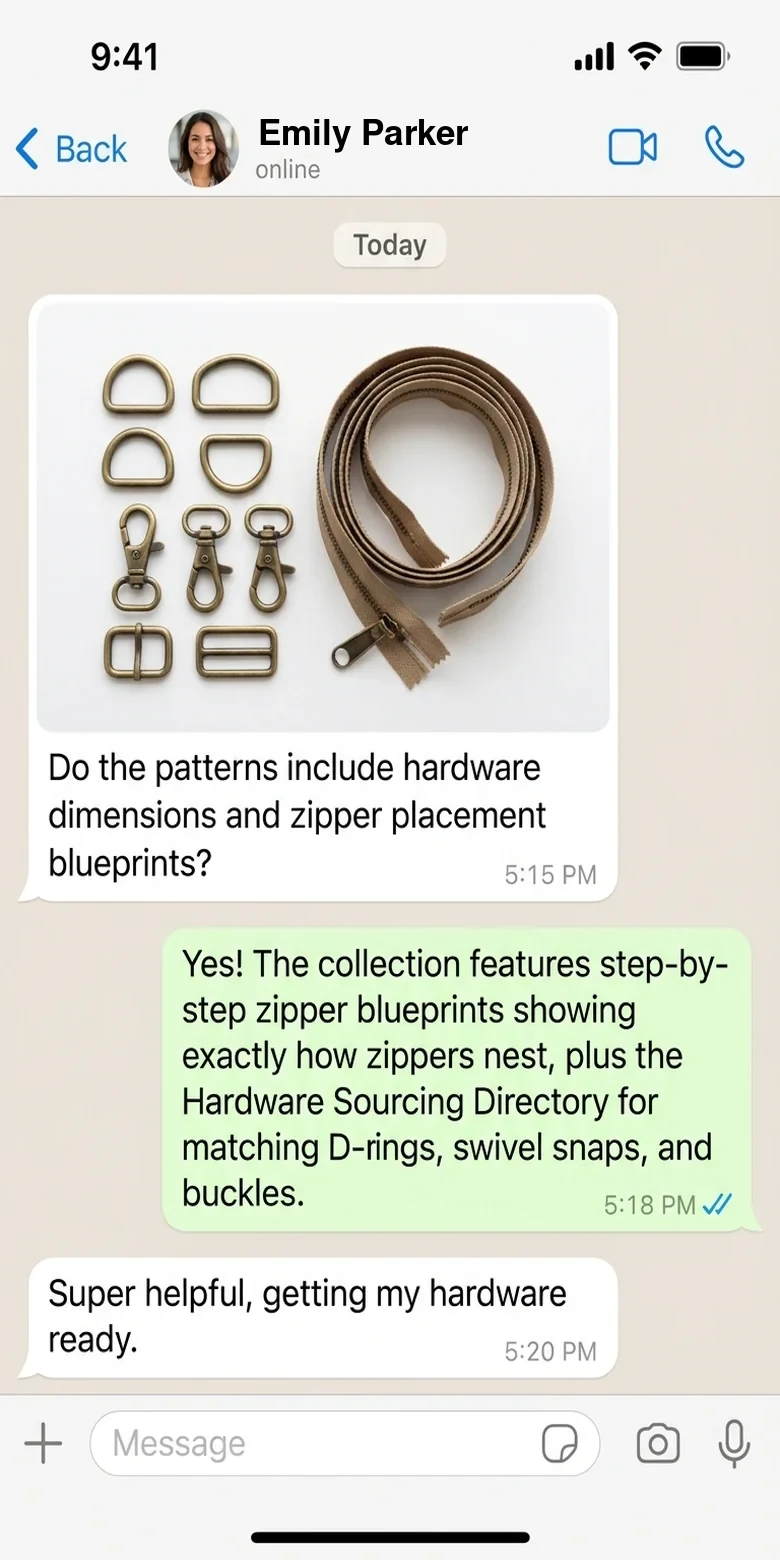 9:41
Back
Emily Parker
online
Today
Do the patterns include hardware
dimensions and zipper placement
blueprints?
5:15 PM
Yes! The collection features step-by-
step zipper blueprints showing
exactly how zippers nest, plus the
Hardware Sourcing Directory for
matching D-rings, swivel snaps, and
buckles.
5:18 PM
Super helpful, getting my hardware
ready.
5:20 PM
Message